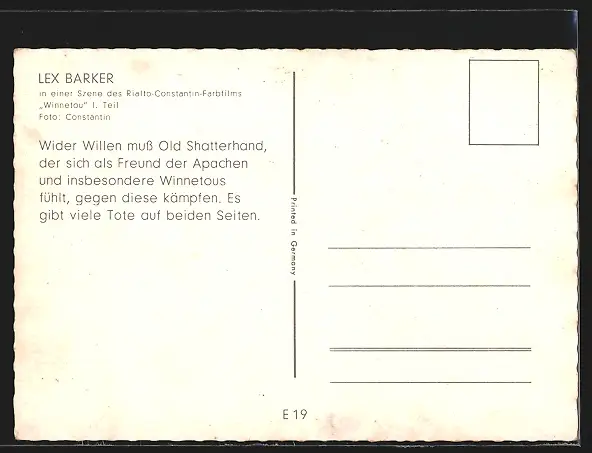 LEX BARKER
in einer Szene des Rialto-Constantin-Farbfilms
„Winnetou" I. Teil
Foto: Constantin
Wider Willen muß Old Shatterhand,
der sich als Freund der Apachen
und insbesondere Winnetous
fühlt, gegen diese kämpfen. Es
gibt viele Tote auf beiden Seiten.
Printed in Germany
E 19